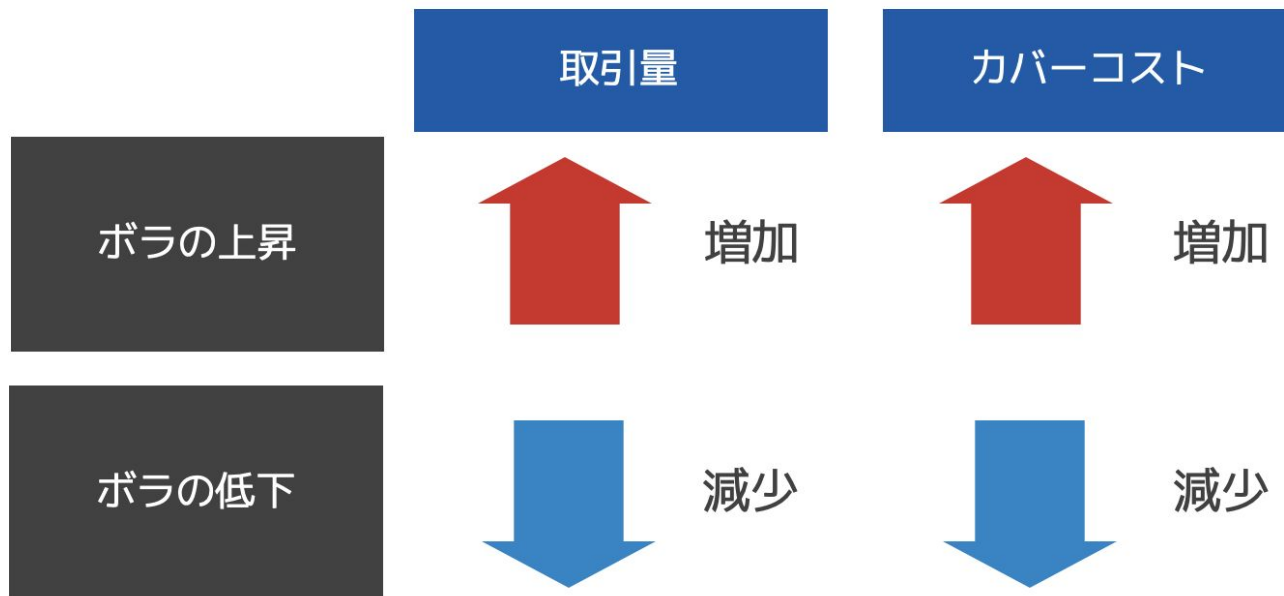 取引量
カバーコスト
ボラの上昇
増加
増加
ボラの低下
減少
減少